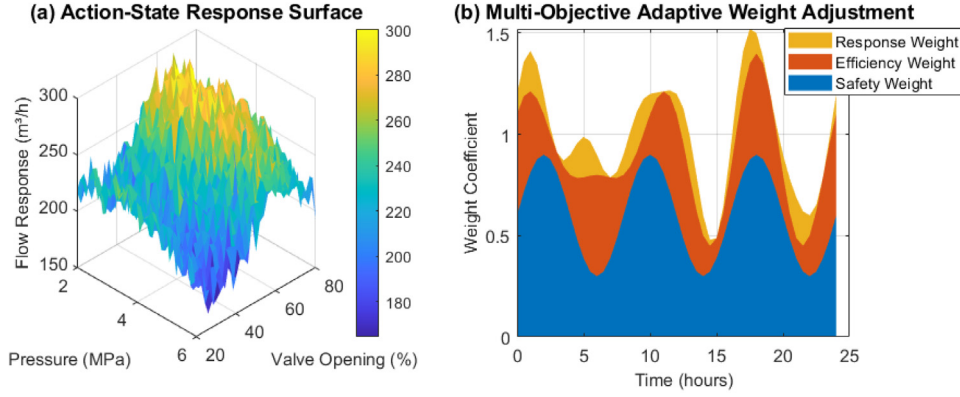 (a) Action-State Response Surface
300
250
200
150
Flow Response (m³/h)
2
4
6
Pressure (MPa)
20
40
60
80
Valve Opening (%)
300
280
260
240
220
200
180
(b) Multi-Objective Adaptive Weight Adjustment
1.5
1
0.5
0
Weight Coefficient
0
5
10
15
20
25
Time (hours)
Response Weight
Efficiency Weight
Safety Weight